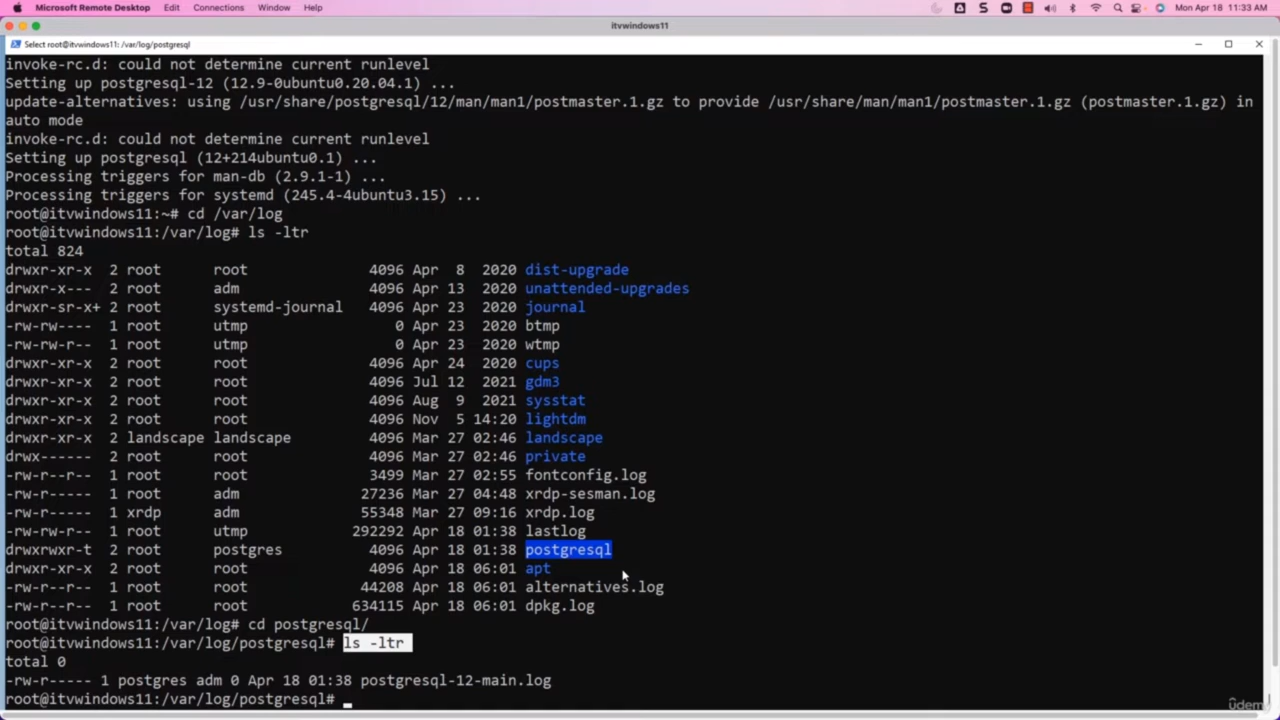 Microsoft Remote Desktop Edit Connections Window Help Mon Apr 18 11:33 AM
itvwindows11
Select root@itvwindows11: /var/log/postgresql
invoke-rc.d: could not determine current runlevel
Setting up postgresql-12 (12.9-0ubuntu0.20.04.1) ...
update-alternatives: using /usr/share/postgresql/12/man/man1/postmaster.1.gz to provide /usr/share/man/man1/postmaster.1.gz (postmaster.1.gz) in
auto mode
invoke-rc.d: could not determine current runlevel
Setting up postgresql (12+214ubuntu0.1) ...
Processing triggers for man-db (2.9.1-1) ...
Processing triggers for systemd (245.4-4ubuntu3.15) ...
root@itvwindows11:~# cd /var/log
root@itvwindows11:/var/log# ls -ltr
total 824
drwxr-xr-x 2 root root 4096 Apr 8 2020 dist-upgrade
drwxr-x--- 2 root adm 4096 Apr 13 2020 unattended-upgrades
drwxr-sr-x+ 2 root systemd-journal 4096 Apr 23 2020 journal
-rw-rw---- 1 root utmp 0 Apr 23 2020 btmp
-rw-rw-r-- 1 root utmp 0 Apr 23 2020 wtmp
drwxr-xr-x 2 root root 4096 Apr 24 2020 cups
drwxr-xr-x 2 root root 4096 Jul 12 2021 gdm3
drwxr-xr-x 2 root root 4096 Aug 9 2021 sysstat
drwxr-xr-x 2 root root 4096 Nov 5 14:20 lightdm
drwxr-xr-x 2 landscape landscape 4096 Mar 27 02:46 landscape
drwx------ 2 root root 4096 Mar 27 02:46 private
-rw-r--r-- 1 root root 3499 Mar 27 02:55 fontconfig.log
-rw-r--r-- 1 root adm 27236 Mar 27 04:48 xrdp-sesman.log
-rw-r----- 1 xrdp adm 55348 Mar 27 09:16 xrdp.log
-rw-rw-r-- 1 root utmp 292292 Apr 18 01:38 lastlog
drwxrwxr-t 2 root postgres 4096 Apr 18 01:38 postgresql
drwxr-xr-x 2 root root 4096 Apr 18 06:01 apt
-rw-r--r-- 1 root root 44208 Apr 18 06:01 alternatives.log
-rw-r--r-- 1 root root 634115 Apr 18 06:01 dpkg.log
root@itvwindows11:/var/log# cd postgresql/
root@itvwindows11:/var/log/postgresql# ls -ltr
total 0
-rw-r----- 1 postgres adm 0 Apr 18 01:38 postgresql-12-main.log
root@itvwindows11:/var/log/postgresql#
udemy